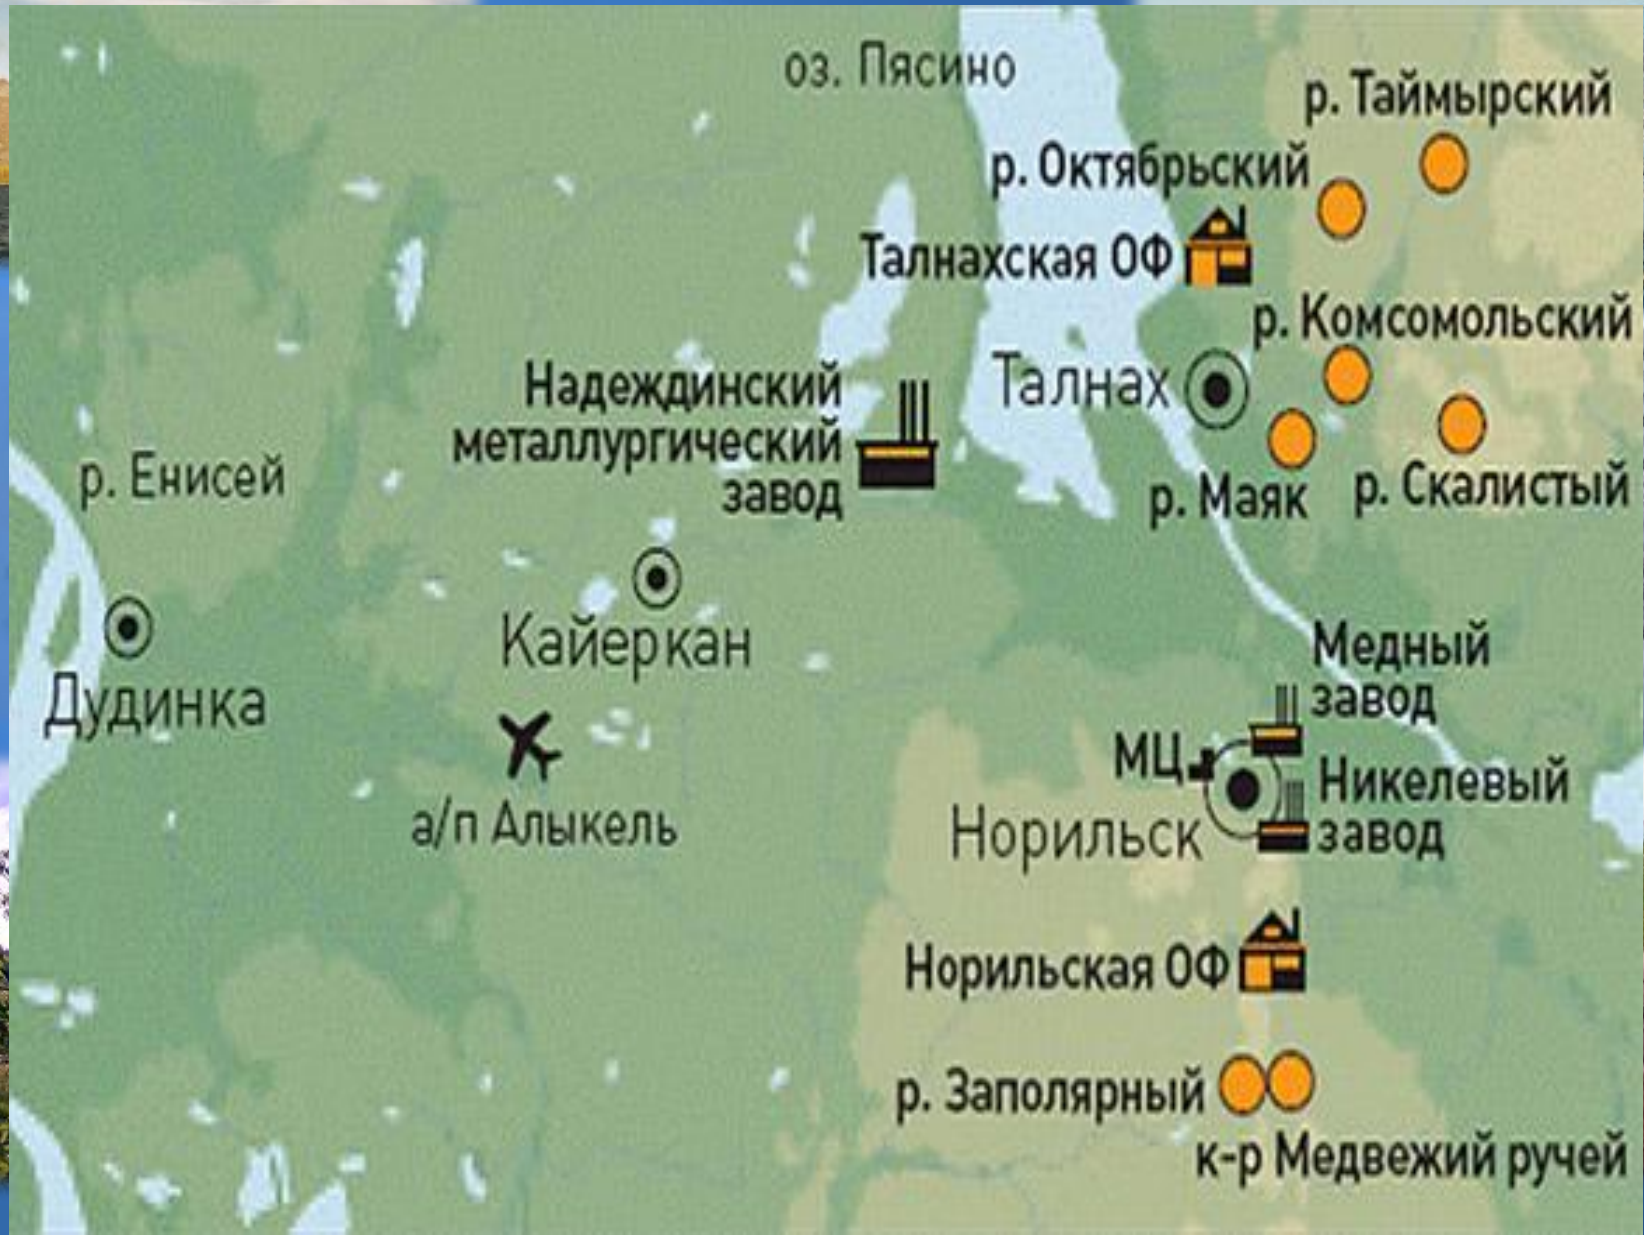 оз. Пясино
р. Таймырский
р. Октябрьский
Талнахская ОФ
р. Комсомольский
Надеждинский
металлургический
завод
Талнах
р. Маяк
р. Скалистый
р. Енисей
Кайеркан
Дудинка
а/п Алыкель
Медный
завод
МЦ
Никелевый
завод
Норильск
Норильская ОФ
р. Заполярный
к-р Медвежий ручей